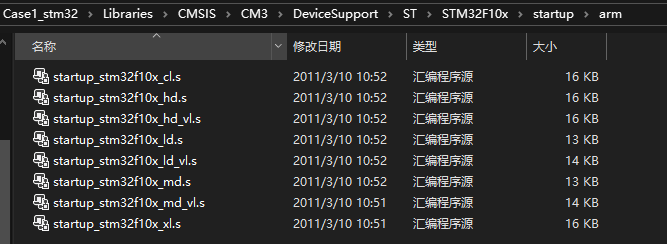 Case1_stm32 > Libraries > CMSIS > CM3 > DeviceSupport > ST > STM32F10x > startup > arm
名称 修改日期 类型 大小
startup_stm32f10x_cl.s 2011/3/10 10:52 汇编程序源 16 KB
startup_stm32f10x_hd.s 2011/3/10 10:52 汇编程序源 16 KB
startup_stm32f10x_hd_vl.s 2011/3/10 10:52 汇编程序源 16 KB
startup_stm32f10x_ld.s 2011/3/10 10:52 汇编程序源 13 KB
startup_stm32f10x_ld_vl.s 2011/3/10 10:52 汇编程序源 14 KB
startup_stm32f10x_md.s 2011/3/10 10:52 汇编程序源 13 KB
startup_stm32f10x_md_vl.s 2011/3/10 10:51 汇编程序源 14 KB
startup_stm32f10x_xl.s 2011/3/10 10:51 汇编程序源 16 KB